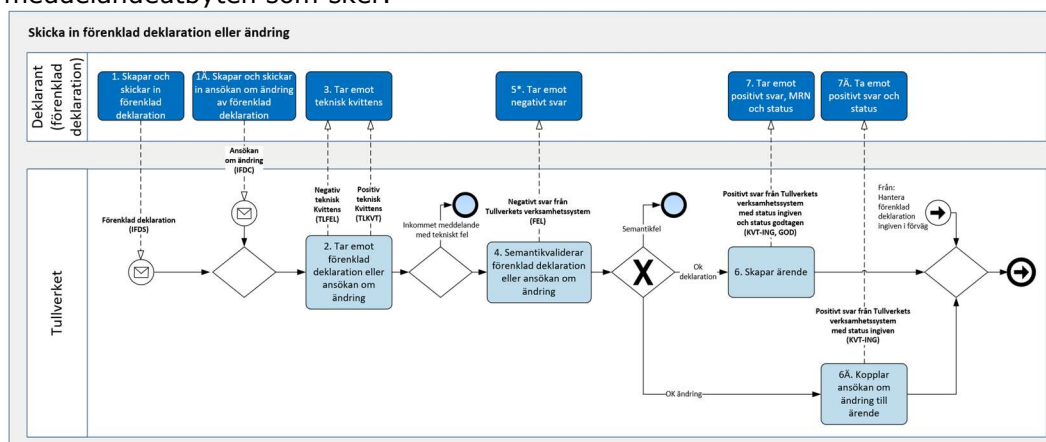 meddelandeutbyten som sker.
Skicka in förenklad deklaration eller ändring
Deklarant
(förenklad
deklaration)
1. Skapar och
skickar in
förenklad
deklaration
1Ä. Skapar och skickar
in ansökan om ändring
av förenklad
deklaration
3. Tar emot
teknisk kvittens
5*. Tar emot
negativt svar
7. Tar emot
positivt svar, MRN
och status
7Ä. Ta emot
positivt svar och
status
Tullverket
Förenklad deklaration
(IFDS)
Ansökan
om ändring
(IFDC)
Negativ
teknisk
Kvittens
(TLFEL)
Positiv
teknisk
Kvittens
(TLKVT)
2. Tar emot
förenklad
deklaration eller
ansökan om
ändring
Inkommet meddelande
med tekniskt fel
Negativt svar från
Tullverkets verksamhetssystem
(FEL)
4. Semantikvaliderar
förenklad deklaration
eller ansökan om
ändring
Semantikfel
Ok
deklaration
OK ändring
Positivt svar från Tullverkets
verksamhetssystem
med status ingiven
och status godtagen
(KVT-ING, GOD)
6. Skapar ärende
Positivt svar från Tullverkets
verksamhetssystem
med status ingiven
(KVT-ING)
6Ä. Kopplar
ansökan om
ändring till
ärende
Från:
Hantera
förenklad
deklaration
ingiven i förväg